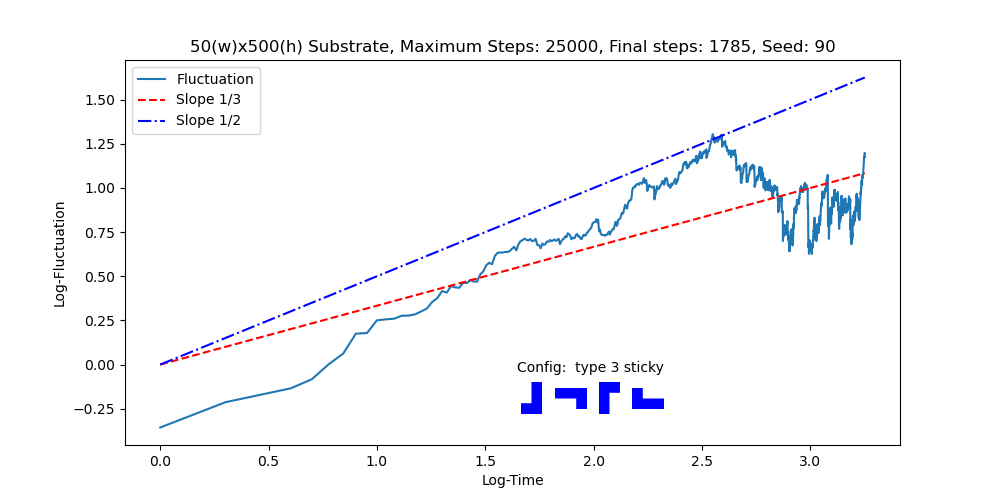 50(w)x500(h) Substrate, Maximum Steps: 25000, Final steps: 1785, Seed: 90
Fluctuation
Slope 1/3
Slope 1/2
1.50
1.25
1.00
0.75
0.50
0.25
0.00
−0.25
Log-Fluctuation
Config:  type 3 sticky
0.0 0.5 1.0 1.5 2.0 2.5 3.0
Log-Time